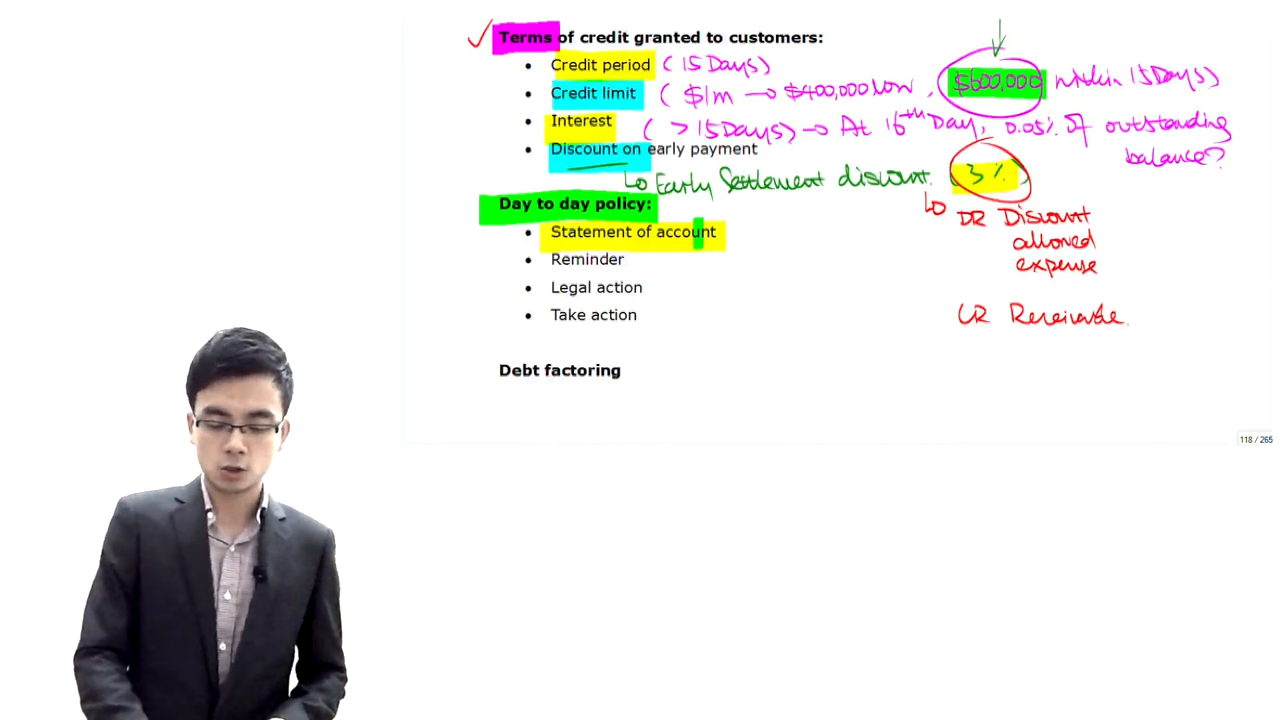 Terms of credit granted to customers:
• Credit period (15 Days)
• Credit limit ($1m → $400,000 now, $600,000 within 15 Days)
• Interest (> 15 Days) → At 16th Day, 0.05% of outstanding
balance?
• Discount on early payment
↳ Early Settlement discount. (3%)
Day to day policy:
↳ DR Discount
allowed
expense
• Statement of account
• Reminder
• Legal action
• Take action
CR Receivable.
Debt factoring
118 / 265